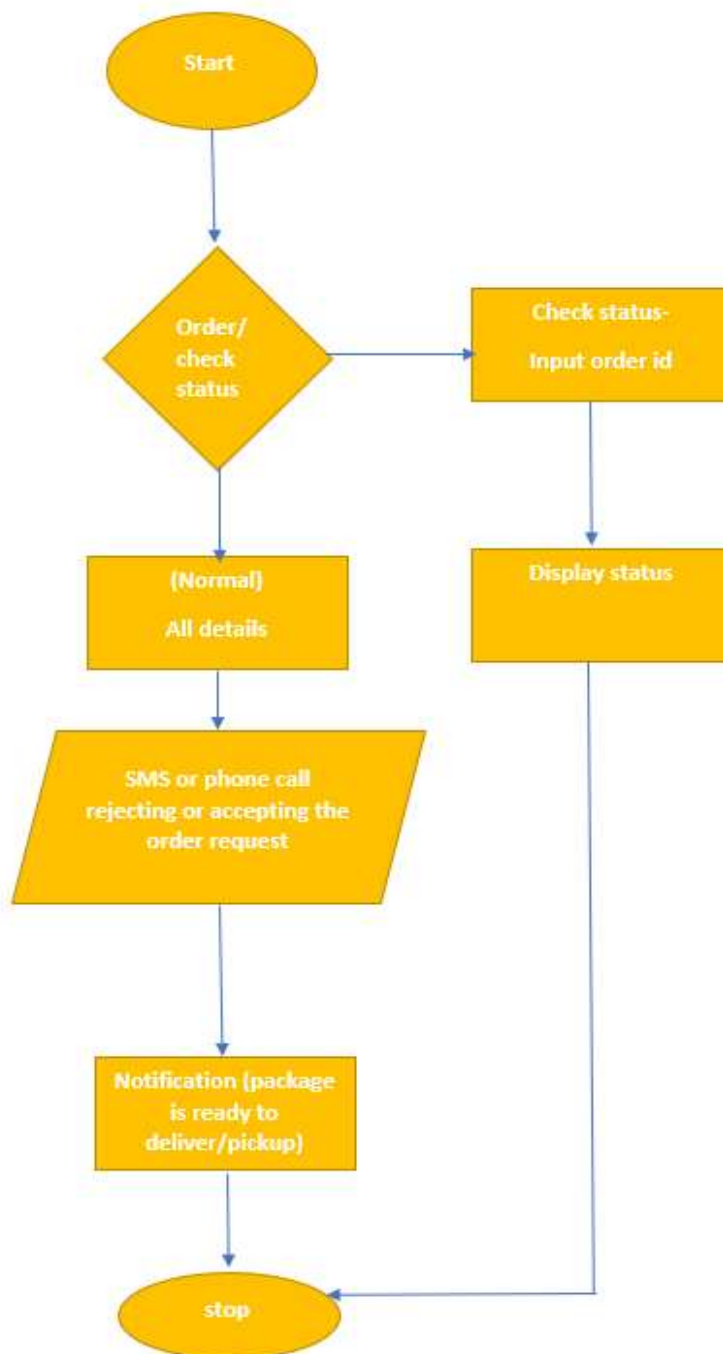 Start
Order/
check
status
Check status-
Input order id
(Normal)
All details
Display status
SMS or phone call
rejecting or accepting the
order request
Notification (package
is ready to
deliver/pickup)
stop